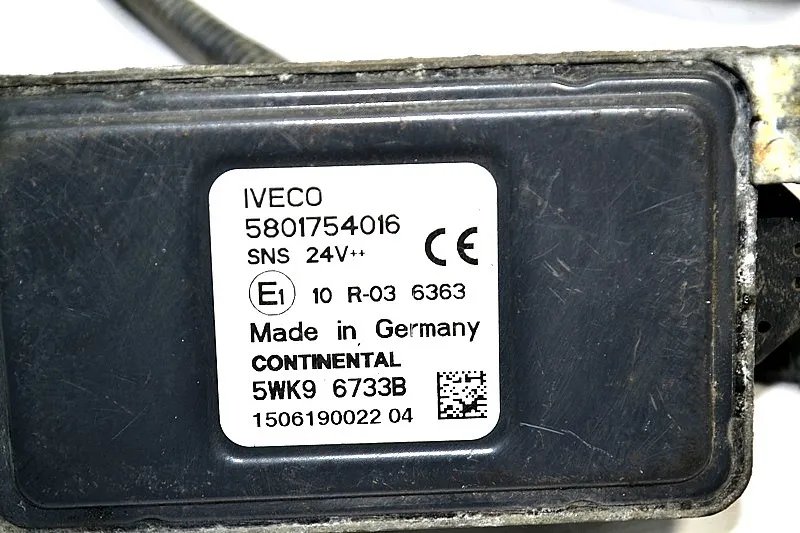 IVECO
5801754016
SNS 24V++
CE
E1 10 R-03 6363
Made in Germany
CONTINENTAL
5WK9 6733B
1506190022 04